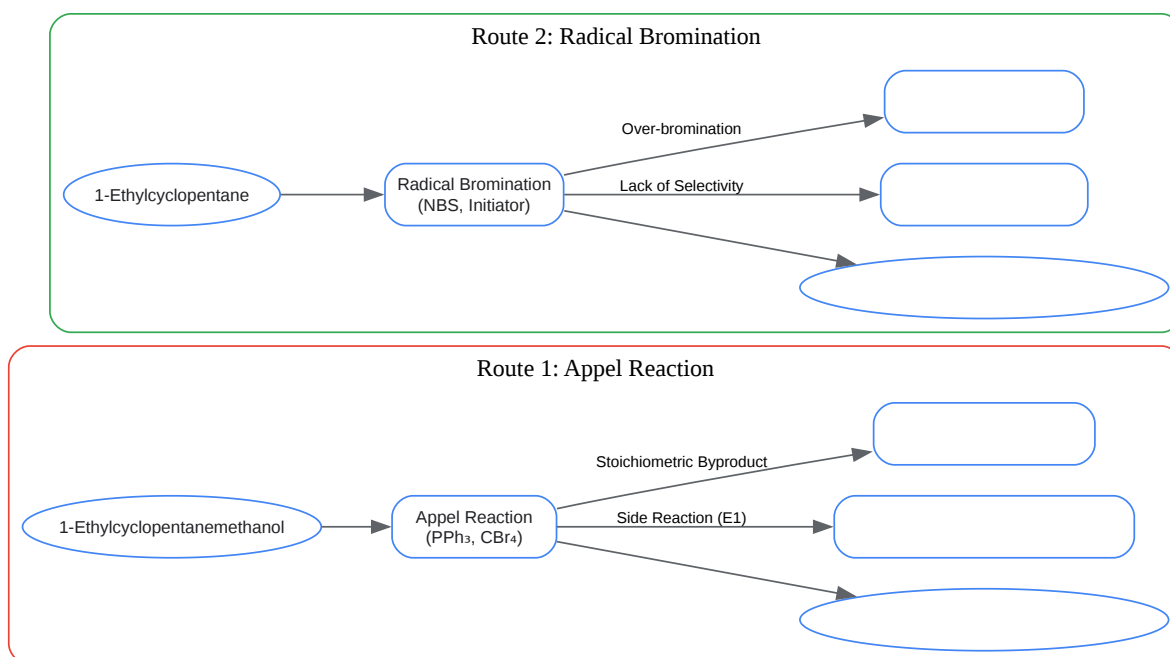 Route 2: Radical Bromination
Over-bromination
1-Ethylcyclopentane
Radical Bromination
(NBS, Initiator)
Lack of Selectivity
Route 1: Appel Reaction
Stoichiometric Byproduct
1-Ethylcyclopentanemethanol
Appel Reaction
(PPh₃, CBr₄)
Side Reaction (E1)